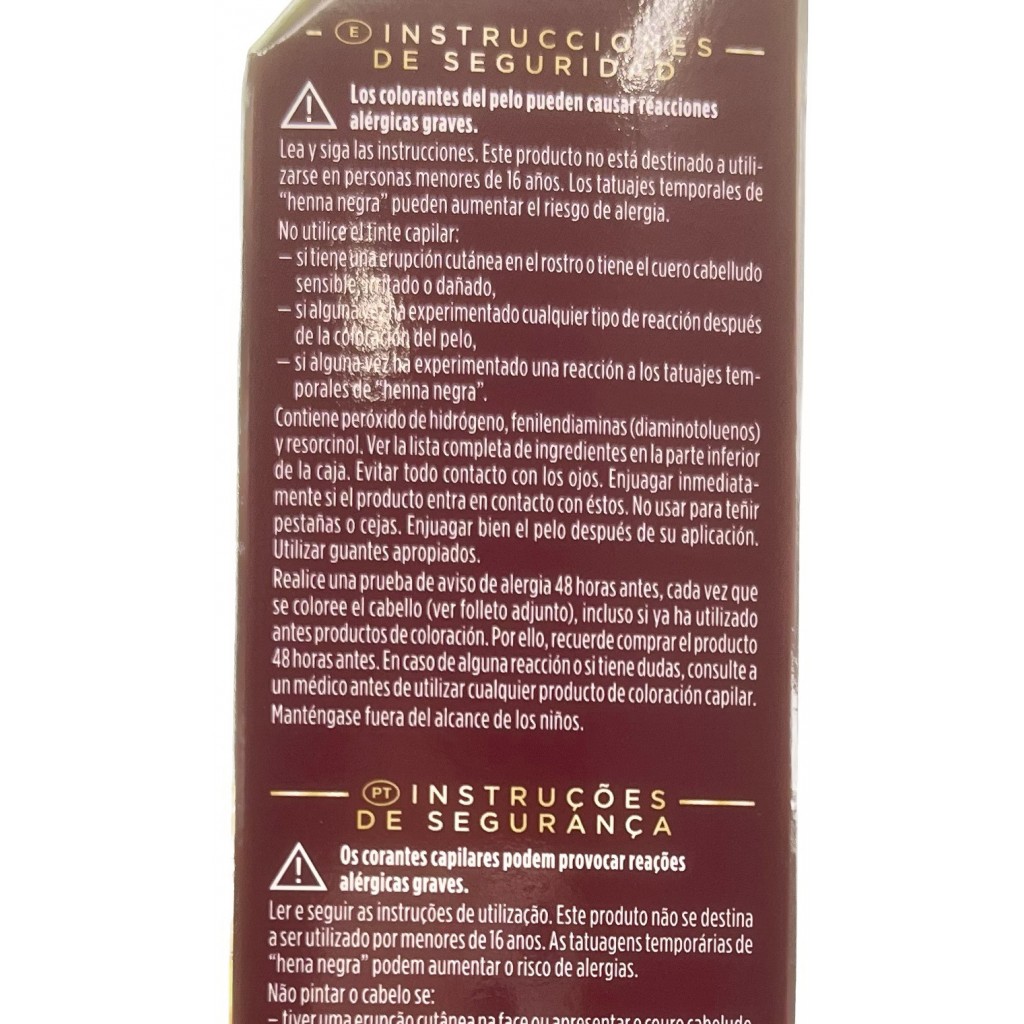 E INSTRUCCIONES
DE SEGURIDAD
Los colorantes del pelo pueden causar reacciones
alérgicas graves.
Lea y siga las instrucciones. Este producto no está destinado a utili-
zarse en personas menores de 16 años. Los tatuajes temporales de
“henna negra” pueden aumentar el riesgo de alergia.
No utilice el tinte capilar:
– si tiene una erupción cutánea en el rostro o tiene el cuero cabelludo
sensible, irritado o dañado,
– si alguna vez ha experimentado cualquier tipo de reacción después
de la coloración del pelo,
– si alguna vez ha experimentado una reacción a los tatuajes tem-
porales de “henna negra”.
Contiene peróxido de hidrógeno, fenilendiaminas (diaminotoluenos)
y resorcinol. Ver la lista completa de ingredientes en la parte inferior
de la caja. Evitar todo contacto con los ojos. Enjuagar inmediata-
mente si el producto entra en contacto con éstos. No usar para teñir
pestañas o cejas. Enjuagar bien el pelo después de su aplicación.
Utilizar guantes apropiados.
Realice una prueba de aviso de alergia 48 horas antes, cada vez que
se coloree el cabello (ver folleto adjunto), incluso si ya ha utilizado
antes productos de coloración. Por ello, recuerde comprar el producto
48 horas antes. En caso de alguna reacción o si tiene dudas, consulte a
un médico antes de utilizar cualquier producto de coloración capilar.
Manténgase fuera del alcance de los niños.
PT INSTRUÇÕES
DE SEGURANÇA
Os corantes capilares podem provocar reações
alérgicas graves.
Ler e seguir as instruções de utilização. Este produto não se destina
a ser utilizado por menores de 16 anos. As tatuagens temporárias de
“hena negra” podem aumentar o risco de alergias.
Não pintar o cabelo se:
– tiver uma erupção cutânea na face ou apresentar o couro cabeludo